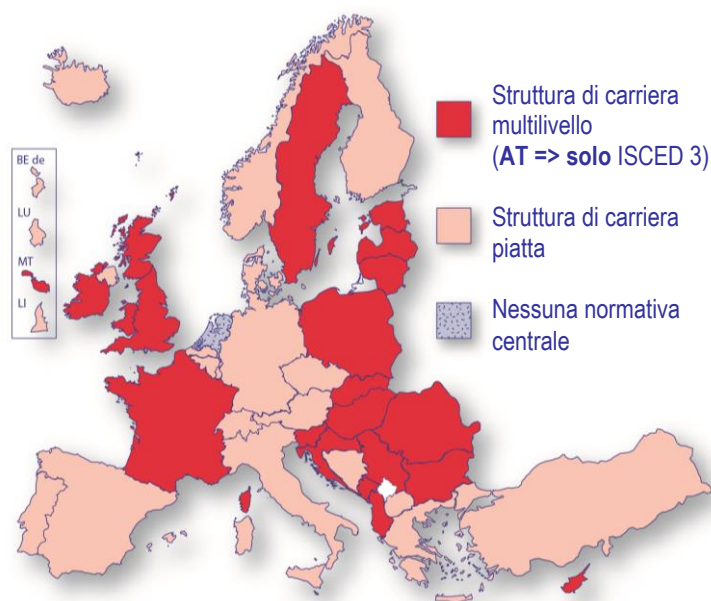 Struttura di carriera
multilivello
(AT => solo ISCED 3)
Struttura di carriera
piatta
Nessuna normativa
centrale
BE de
LU
MT
LI